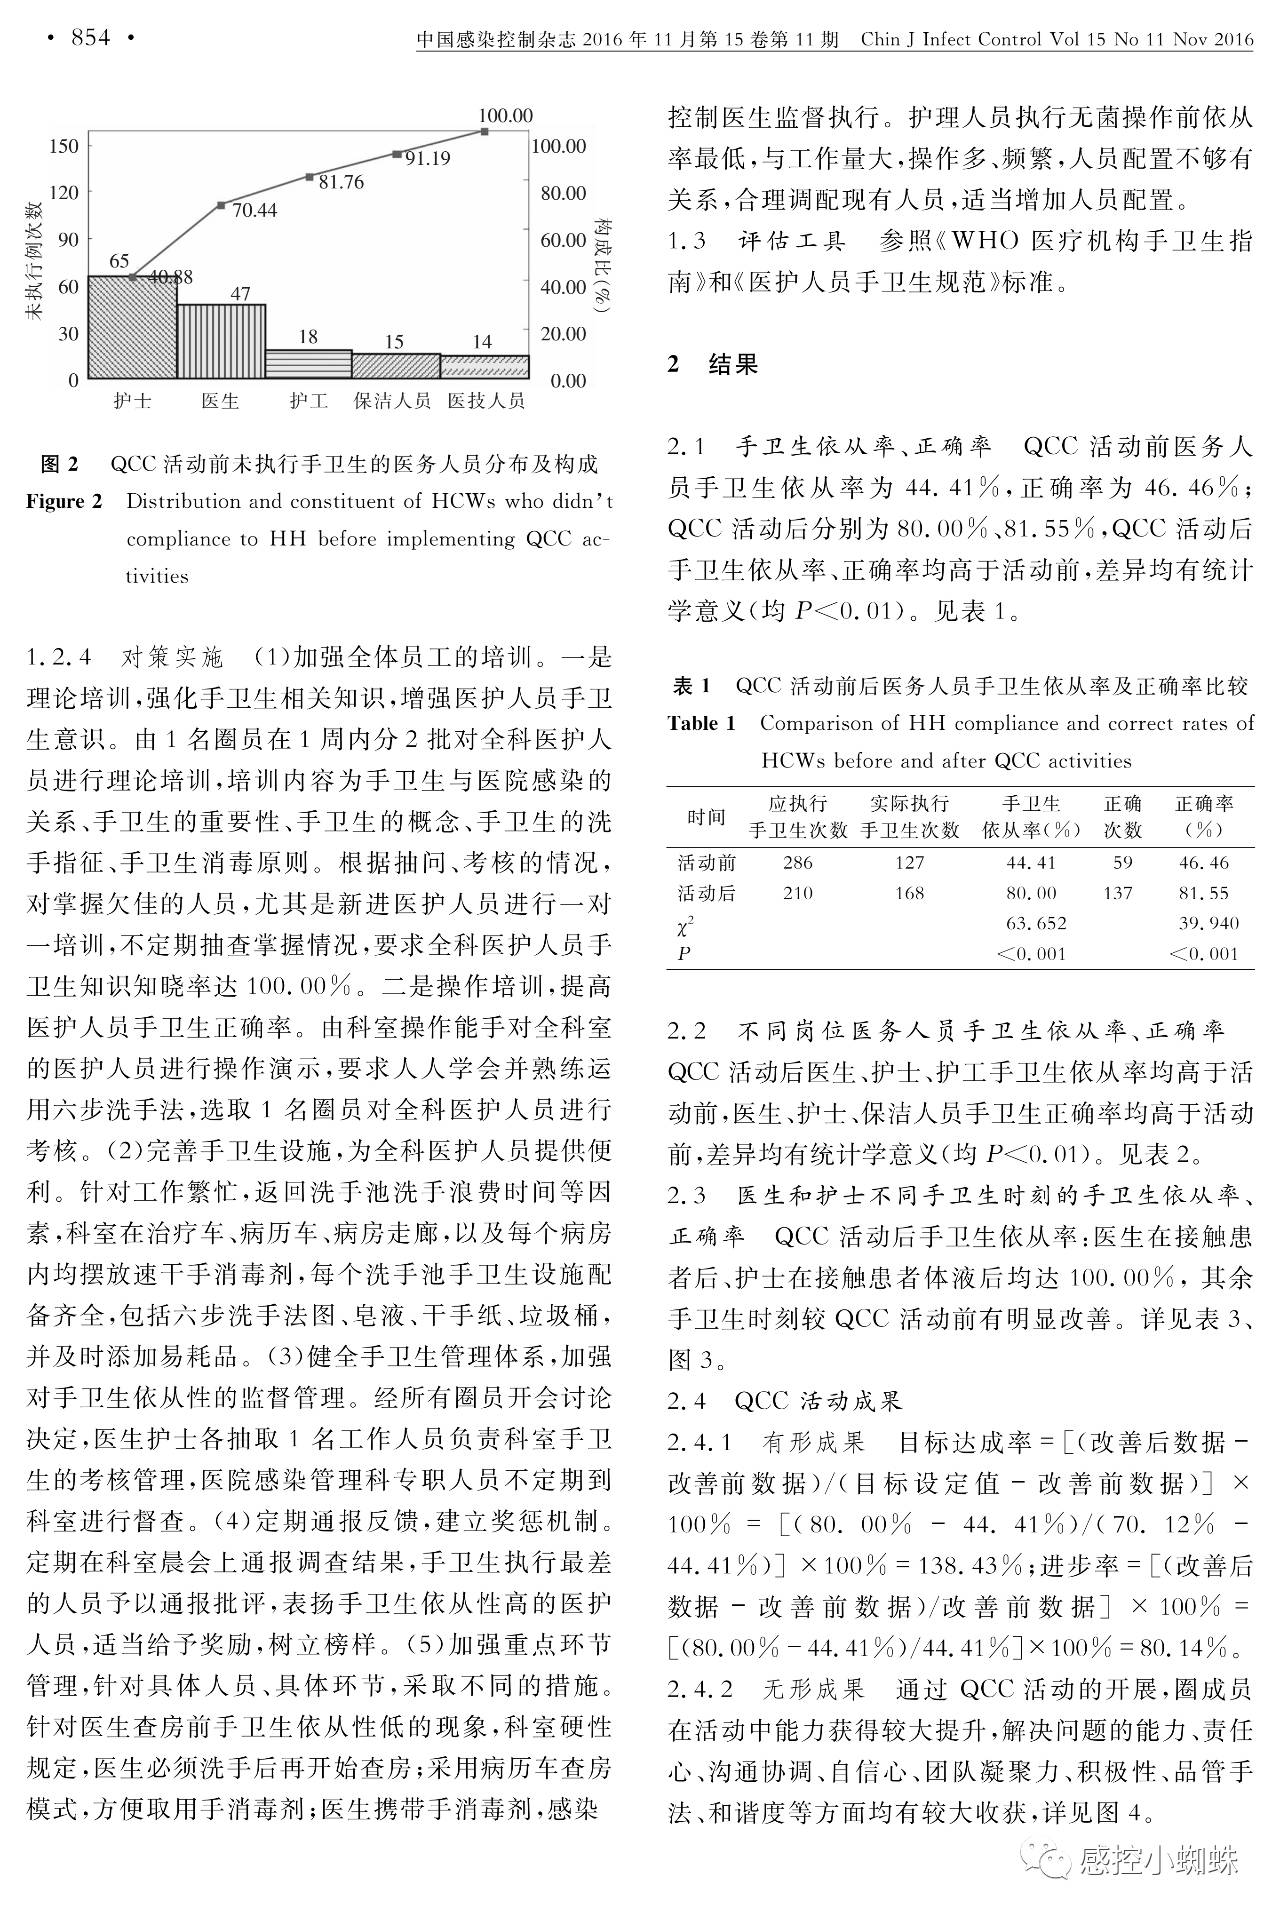 · 854 ·
中国感染控制杂志 2016 年 11 月第 15 卷第 11 期 Chin J Infect Control Vol 15 No 11 Nov 2016
100.00
150
120
90
60
30
0
未执行例次数
65
40.88
70.44
81.76
91.19
47
18
15
14
100.00
80.00
60.00
40.00
20.00
0.00
构成比(%)
护士 医生 护工 保洁人员 医技人员
图 2 QCC 活动前未执行手卫生的医务人员分布及构成
Figure 2 Distribution and constituent of HCWs who didn't
compliance to HH before implementing QCC ac-
tivities
1.2.4 对策实施 (1)加强全体员工的培训。一是
理论培训,强化手卫生相关知识,增强医护人员手卫
生意识。由 1 名圈员在 1 周内分 2 批对全科医护人
员进行理论培训,培训内容为手卫生与医院感染的
关系、手卫生的重要性、手卫生的概念、手卫生的洗
手指征、手卫生消毒原则。根据抽问、考核的情况,
对掌握欠佳的人员,尤其是新进医护人员进行一对
一培训,不定期抽查掌握情况,要求全科医护人员手
卫生知识知晓率达 100.00%。二是操作培训,提高
医护人员手卫生正确率。由科室操作能手对全科室
的医护人员进行操作演示,要求人人学会并熟练运
用六步洗手法,选取 1 名圈员对全科医护人员进行
考核。(2)完善手卫生设施,为全科医护人员提供便
利。针对工作繁忙,返回洗手池洗手浪费时间等因
素,科室在治疗车、病历车、病房走廊,以及每个病房
内均摆放速干手消毒剂,每个洗手池手卫生设施配
备齐全,包括六步洗手法图、皂液、干手纸、垃圾桶,
并及时添加易耗品。(3)健全手卫生管理体系,加强
对手卫生依从性的监督管理。经所有圈员开会讨论
决定,医生护士各抽取 1 名工作人员负责科室手卫
生的考核管理,医院感染管理科专职人员不定期到
科室进行督查。(4)定期通报反馈,建立奖惩机制。
定期在科室晨会上通报调查结果,手卫生执行最差
的人员予以通报批评,表扬手卫生依从性高的医护
人员,适当给予奖励,树立榜样。(5)加强重点环节
管理,针对具体人员、具体环节,采取不同的措施。
针对医生查房前手卫生依从性低的现象,科室硬性
规定,医生必须洗手后再开始查房;采用病历车查房
模式,方便取用手消毒剂;医生携带手消毒剂,感染
控制医生监督执行。护理人员执行无菌操作前依从
率最低,与工作量大,操作多、频繁,人员配置不够有
关系,合理调配现有人员,适当增加人员配置。
1.3 评估工具 参照《WHO 医疗机构手卫生指
南》和《医护人员手卫生规范》标准。
2 结果
2.1 手卫生依从率、正确率 QCC 活动前医务人
员手卫生依从率为 44.41%,正确率为 46.46%;
QCC 活动后分别为 80.00%、81.55%,QCC 活动后
手卫生依从率、正确率均高于活动前,差异均有统计
学意义(均 P<0.01)。见表 1。
表 1 QCC 活动前后医务人员手卫生依从率及正确率比较
Table 1 Comparison of HH compliance and correct rates of
HCWs before and after QCC activities
时间 应执行 实际执行 手卫生 正确 正确率
手卫生次数 手卫生次数 依从率(%) 次数 (%)
活动前 286 127 44.41 59 46.46
活动后 210 168 80.00 137 81.55
χ² 63.652 39.940
P <0.001 <0.001
2.2 不同岗位医务人员手卫生依从率、正确率
QCC 活动后医生、护士、护工手卫生依从率均高于活
动前,医生、护士、保洁人员手卫生正确率均高于活动
前,差异均有统计学意义(均 P<0.01)。见表 2。
2.3 医生和护士不同手卫生时刻的手卫生依从率、
正确率 QCC 活动后手卫生依从率:医生在接触患
者后、护士在接触患者体液后均达 100.00%, 其余
手卫生时刻较 QCC 活动前有明显改善。详见表 3、
图 3。
2.4 QCC 活动成果
2.4.1 有形成果 目标达成率=[(改善后数据-
改善前数据)/(目标设定值-改善前数据)] ×
100% = [(80.00% - 44.41%)/(70.12% -
44.41%)] ×100%=138.43%;进步率=[(改善后
数据-改善前数据)/改善前数据] ×100%=
[(80.00%-44.41%)/44.41%]×100%=80.14%。
2.4.2 无形成果 通过 QCC 活动的开展,圈成员
在活动中能力获得较大提升,解决问题的能力、责任
心、沟通协调、自信心、团队凝聚力、积极性、品管手
法、和谐度等方面均有较大收获,详见图 4。
感控小蜘蛛